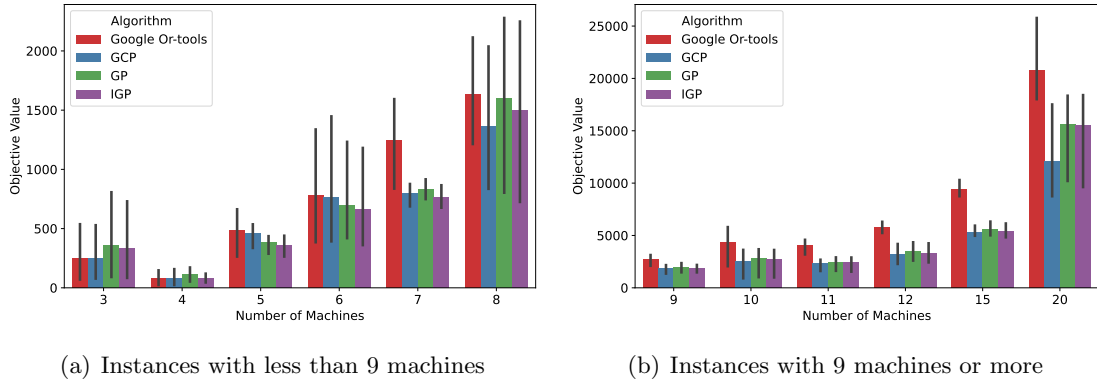 Algorithm
Google Or-tools
GCP
GP
IGP
2000
1500
1000
500
0
Objective Value
3 4 5 6 7 8
Number of Machines
(a) Instances with less than 9 machines
Algorithm
Google Or-tools
GCP
GP
IGP
25000
20000
15000
10000
5000
0
Objective Value
9 10 11 12 15 20
Number of Machines
(b) Instances with 9 machines or more